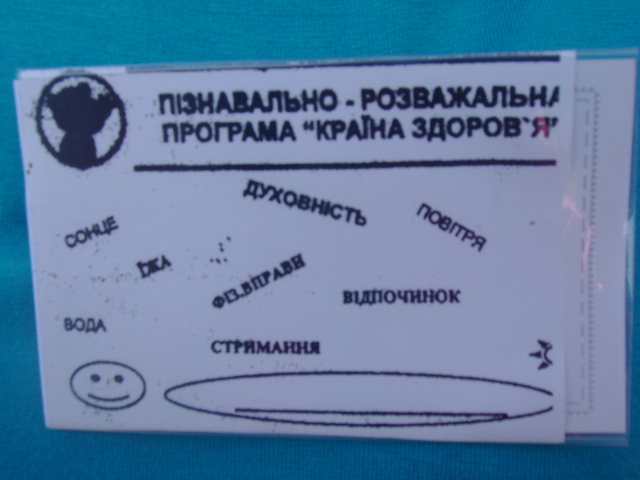 ПІЗНАВАЛЬНО - РОЗВАЖАЛЬНА
ПРОГРАМА “КРАЇНА ЗДОРОВ`Я”
ДУХОВНІСТЬ
ПОВІТРЯ
СОНЦЕ
ЇЖА
ФІЗ.ВПРАВИ
ВІДПОЧИНОК
ВОДА
СТРИМАННЯ